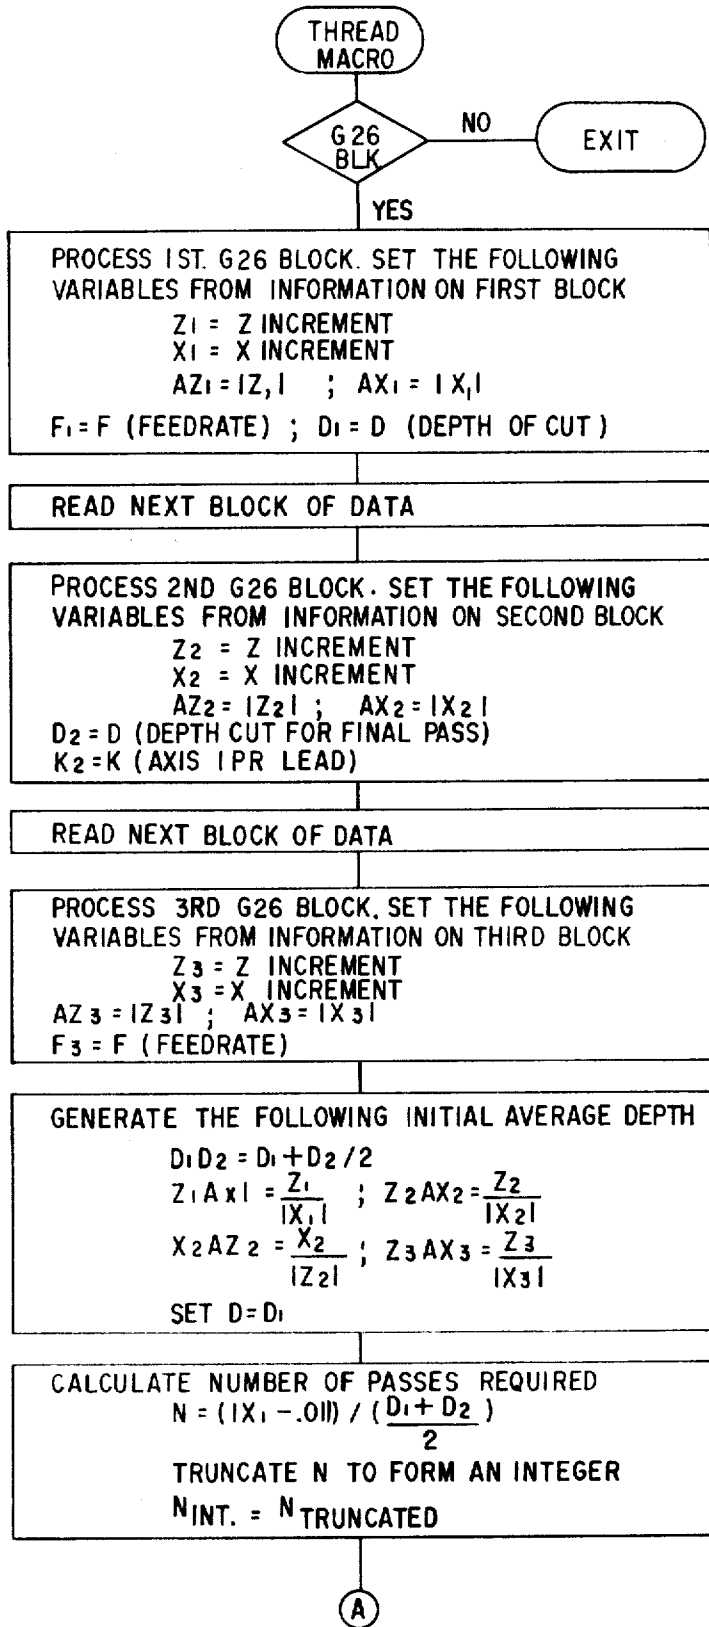 THREAD
MACRO
G26
BLK
NO
EXIT
YES
PROCESS 1ST. G26 BLOCK. SET THE FOLLOWING
VARIABLES FROM INFORMATION ON FIRST BLOCK
Z1 = Z INCREMENT
X1 = X INCREMENT
AZ1 = |Z1| ; AX1 = |X1|
F1 = F (FEEDRATE) ; D1 = D (DEPTH OF CUT)
READ NEXT BLOCK OF DATA
PROCESS 2ND G26 BLOCK. SET THE FOLLOWING
VARIABLES FROM INFORMATION ON SECOND BLOCK
Z2 = Z INCREMENT
X2 = X INCREMENT
AZ2 = |Z2| ; AX2 = |X2|
D2 = D (DEPTH CUT FOR FINAL PASS)
K2 = K (AXIS IPR LEAD)
READ NEXT BLOCK OF DATA
PROCESS 3RD G26 BLOCK. SET THE FOLLOWING
VARIABLES FROM INFORMATION ON THIRD BLOCK
Z3 = Z INCREMENT
X3 = X INCREMENT
AZ3 = |Z3| ; AX3 = |X3|
F3 = F (FEEDRATE)
GENERATE THE FOLLOWING INITIAL AVERAGE DEPTH
D1D2 = D1 + D2 / 2
Z1Ax1 = Z1 / |X1| ; Z2AX2 = Z2 / |X2|
X2AZ2 = X2 / |Z2| ; Z3AX3 = Z3 / |X3|
SET D = D1
CALCULATE NUMBER OF PASSES REQUIRED
N = (|X1 - .01|) / (D1 + D2 / 2)
TRUNCATE N TO FORM AN INTEGER
NINT. = NTRUNCATED
A